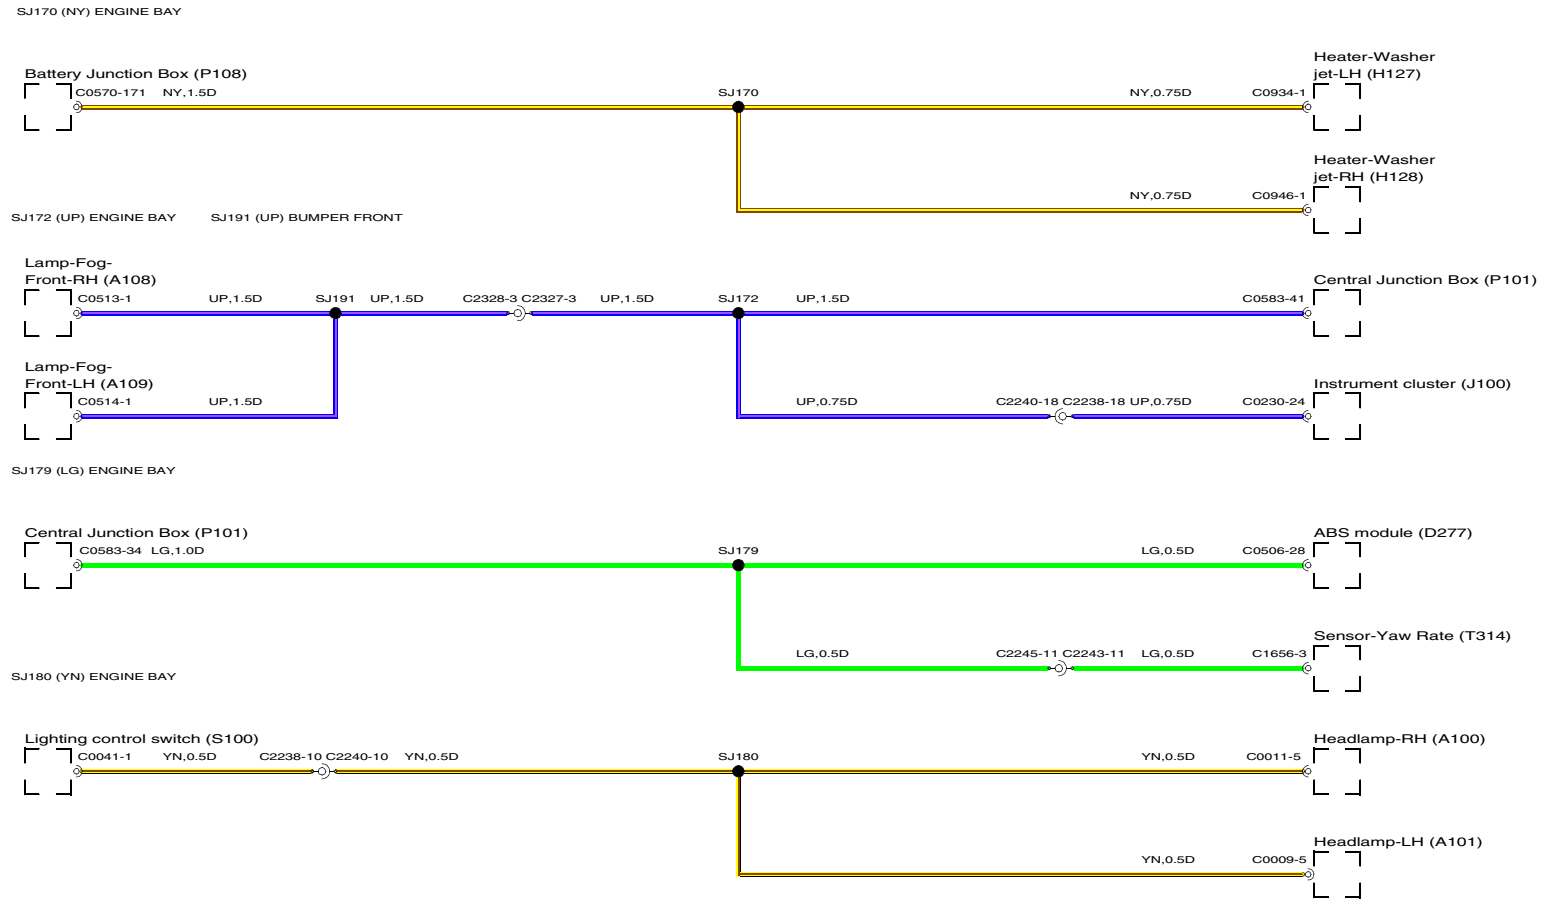 SJ170 (NY) ENGINE BAY
Battery Junction Box (P108)
C0570-171 NY,1.5D
SJ170
NY,0.75D C0934-1
Heater-Washer
jet-LH (H127)
NY,0.75D C0946-1
Heater-Washer
jet-RH (H128)
SJ172 (UP) ENGINE BAY SJ191 (UP) BUMPER FRONT
Lamp-Fog-
Front-RH (A108)
C0513-1 UP,1.5D SJ191 UP,1.5D C2328-3 C2327-3 UP,1.5D SJ172 UP,1.5D C0583-41
Central Junction Box (P101)
Lamp-Fog-
Front-LH (A109)
C0514-1 UP,1.5D
UP,0.75D C2240-18 C2238-18 UP,0.75D C0230-24
Instrument cluster (J100)
SJ179 (LG) ENGINE BAY
Central Junction Box (P101)
C0583-34 LG,1.0D
SJ179
LG,0.5D C0506-28
ABS module (D277)
LG,0.5D C2245-11 C2243-11 LG,0.5D C1656-3
Sensor-Yaw Rate (T314)
SJ180 (YN) ENGINE BAY
Lighting control switch (S100)
C0041-1 YN,0.5D C2238-10 C2240-10 YN,0.5D
SJ180
YN,0.5D C0011-5
Headlamp-RH (A100)
YN,0.5D C0009-5
Headlamp-LH (A101)